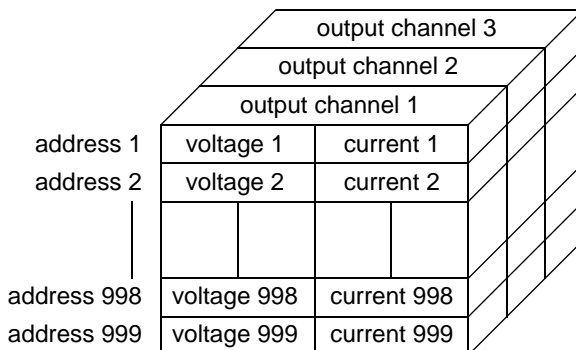 output channel 3
output channel 2
output channel 1
address 1 voltage 1 current 1
address 2 voltage 2 current 2
address 998 voltage 998 current 998
address 999 voltage 999 current 999